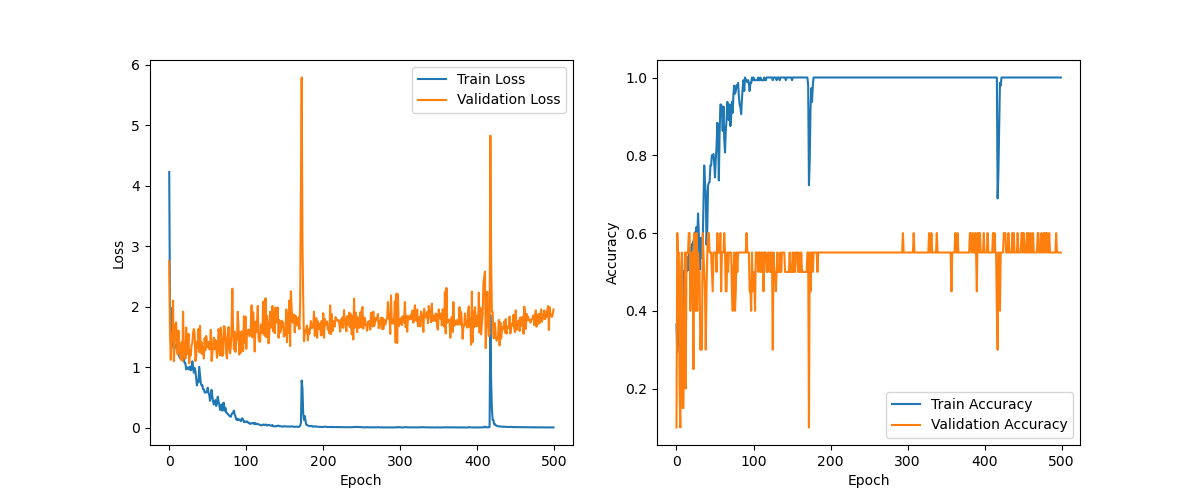 Train Loss
Validation Loss
Loss
6
5
4
3
2
1
0
0 100 200 300 400 500
Epoch
Accuracy
1.0
0.8
0.6
0.4
0.2
Train Accuracy
Validation Accuracy
0 100 200 300 400 500
Epoch